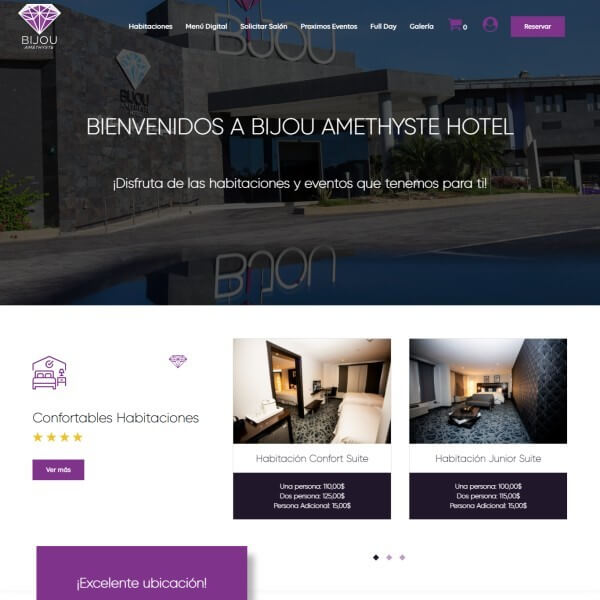 BIJOU
AMETHYSTE
Habitaciones
Menú Digital
Solicitar Salón
Praximos Eventos
Full Day
Galería
0
Reservar
BIJOU
BIJOU
BIENVENIDOS A BIJOU AMETHYSTE HOTEL
¡Disfruta de las habitaciones y eventos que tenemos para ti!
Confortables Habitaciones
Ver más
Habitación Confort Suite
Una persona: 110,00$
Dos persona: 125,00$
Persona Adicional: 15,00$
Habitación Junior Suite
Una persona: 100,00$
Dos persona: 115,00$
Persona Adicional: 15,00$
¡Excelente ubicación!